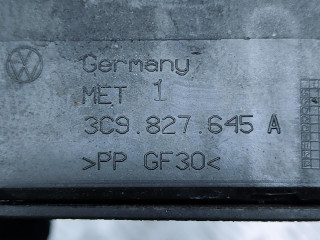 Germany
MET 1
3C9.827.645 A
>PP GF30<